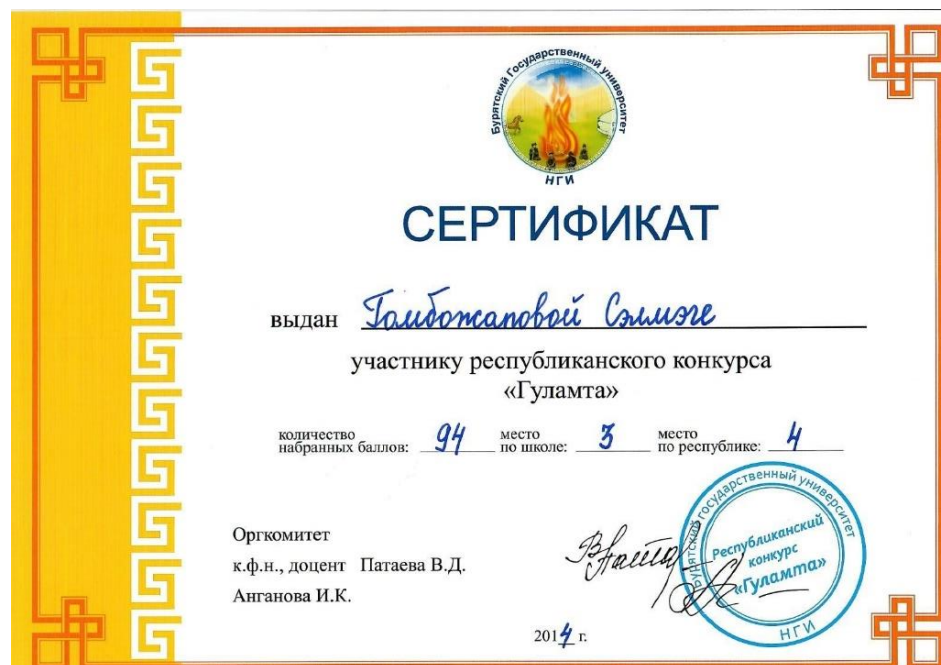 Бурятский Государственный университет
НГИ
СЕРТИФИКАТ
выдан Гомбожаповой Сэлмэге
участнику республиканского конкурса
«Гуламта»
количество набранных баллов: 94
место по школе: 3
место по республике: 4
Оргкомитет
к.ф.н., доцент Патаева В.Д.
Анганова И.К.
Бурятский государственный университет
Республиканский
конкурс
«Гуламта»
НГИ
2014 г.